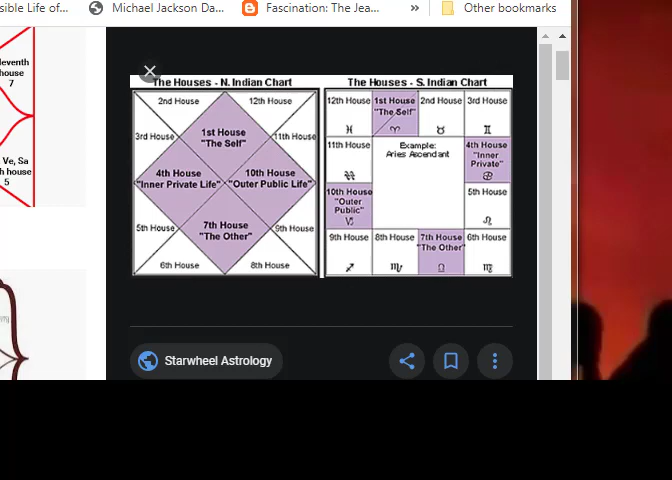 sible Life of...
Michael Jackson Da...
Fascination: The Jea...
»
Other bookmarks
leventh
house
7
Ve, Sa
h house
5
The Houses - N. Indian Chart
2nd House
12th House
1st House
"The Self"
3rd House
11th House
4th House
"Inner Private Life"
10th House
"Outer Public Life"
7th House
"The Other"
5th House
9th House
6th House
8th House
The Houses - S. Indian Chart
12th House
♓
1st House
"The Self"
♈
2nd House
♉
3rd House
♊
11th House
♒
Example:
Aries Ascendant
4th House
"Inner
Private"
♋
10th House
"Outer
Public"
♑
5th House
♌
9th House
♐
8th House
♏
7th House
"The Other"
♎
6th House
♍
Starwheel Astrology